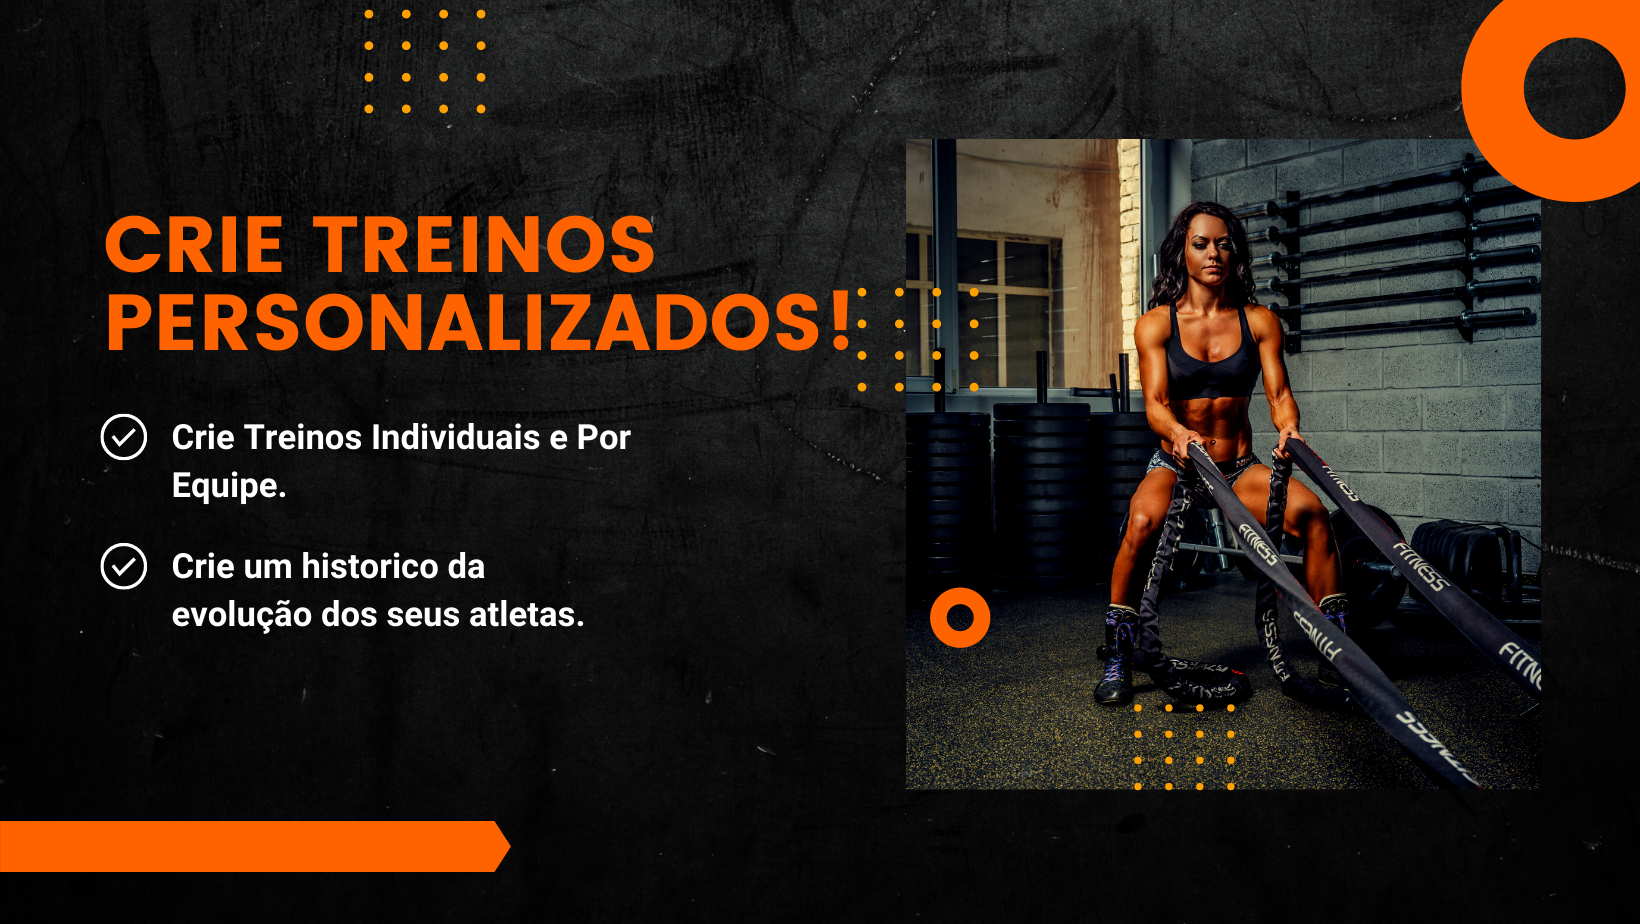 CRIE TREINOS
PERSONALIZADOS!
Crie Treinos Individuais e Por
Equipe.
Crie um historico da
evolução dos seus atletas.
FITNESS
FITNESS
FITNESS
FITNESS
FITNESS